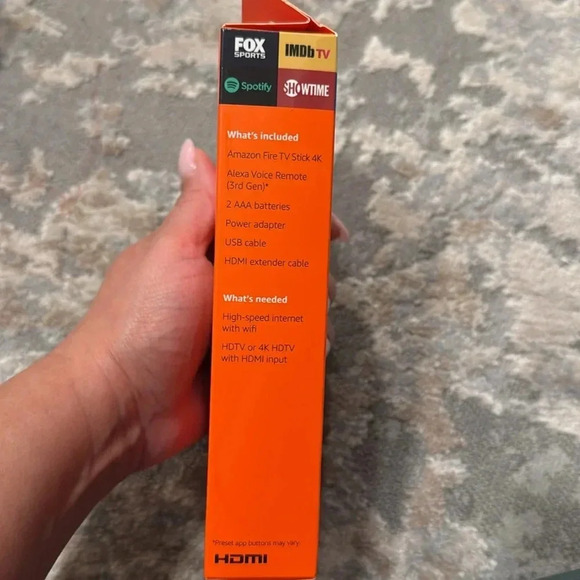 FOX
SPORTS
IMDb TV
Spotify
SHOWTIME
What's included
Amazon Fire TV Stick 4K
Alexa Voice Remote
(3rd Gen)*
2 AAA batteries
Power adapter
USB cable
HDMI extender cable
What's needed
High-speed internet
with wifi
HDTV or 4K HDTV
with HDMI input
*Preset app buttons may vary.
HDMI